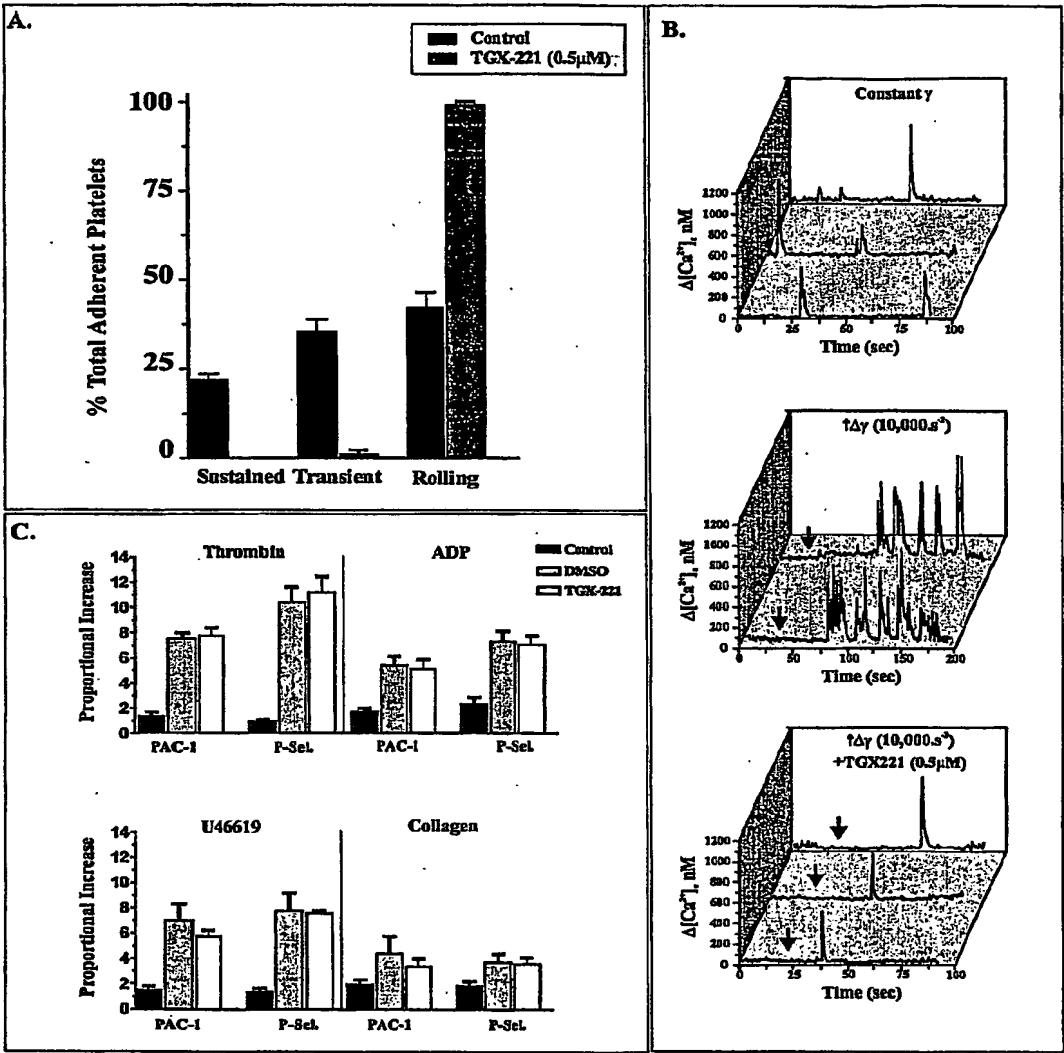 A.
Control
TGX-221 (0.5μM)
% Total Adherent Platelets
100
75
50
25
0
Sustained Transient Rolling
B.
Constant γ
Δ[Ca²⁺], nM
1200
1000
800
600
400
200
0
0 25 50 75 100
Time (sec)
↑Δγ (10,000.s⁻¹)
Δ[Ca²⁺], nM
1200
1000
800
600
400
200
0
0 50 100 150 200
Time (sec)
↑Δγ (10,000.s⁻¹)
+TGX221 (0.5μM)
Δ[Ca²⁺], nM
1200
1000
800
600
400
200
0
0 25 50 75 100
Time (sec)
C.
Thrombin ADP
Control
DMSO
TGX-221
Proportional Increase
14
12
10
8
6
4
2
0
PAC-1 P-Sel. PAC-1 P-Sel.
U46619 Collagen
Proportional Increase
14
12
10
8
6
4
2
0
PAC-1 P-Sel. PAC-1 P-Sel.